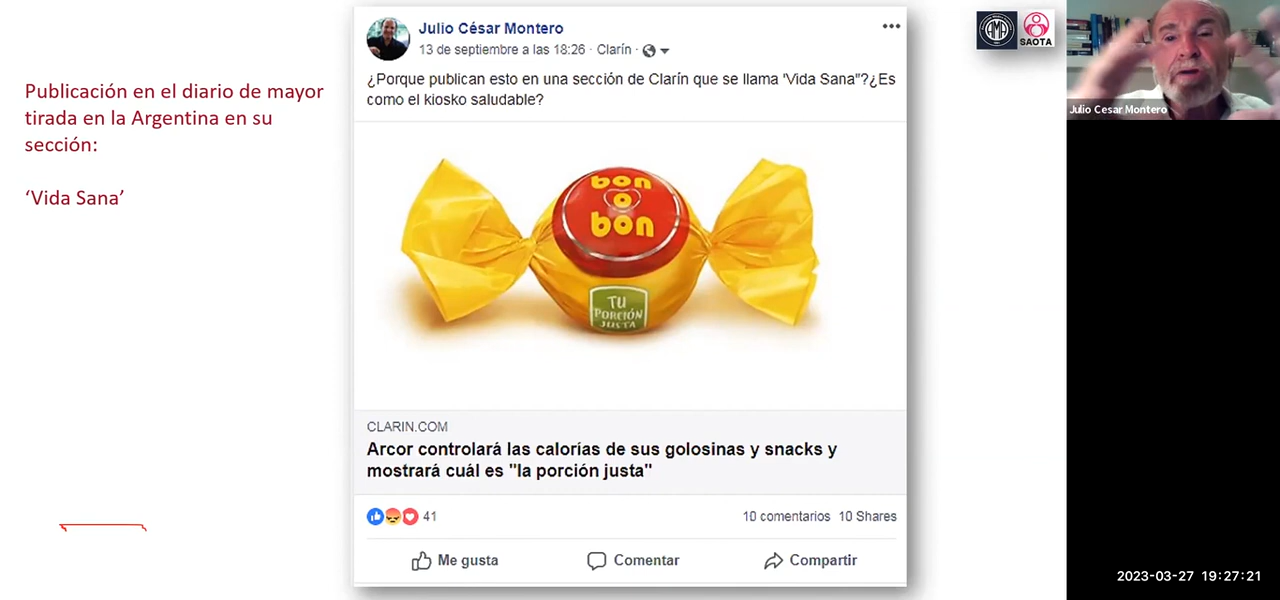 Publicación en el diario de mayor
tirada en la Argentina en su
sección:
‘Vida Sana’
Julio César Montero
13 de septiembre a las 18:26 · Clarín ·
¿Porque publican esto en una sección de Clarín que se llama 'Vida Sana"?¿Es
como el kiosko saludable?
bon
o
bon
TU
PORCIÓN
JUSTA
CLARIN.COM
Arcor controlará las calorías de sus golosinas y snacks y
mostrará cuál es "la porción justa"
41
10 comentarios 10 Shares
Me gusta
Comentar
Compartir
AMA
SAOTA
Julio Cesar Montero
2023-03-27 19:27:21